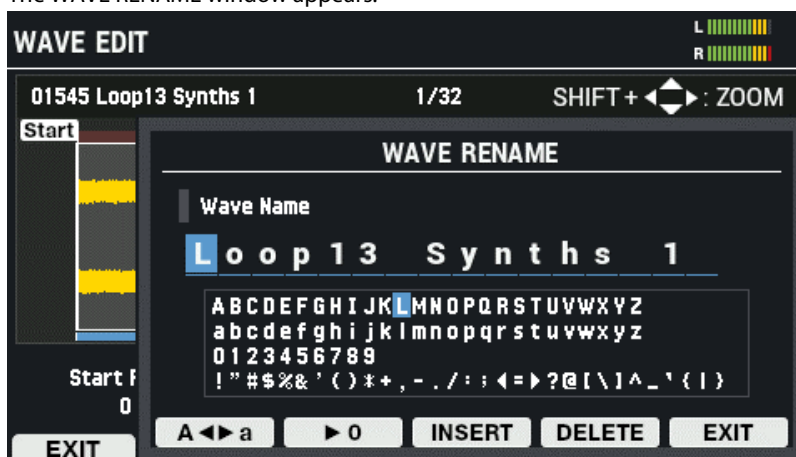 The WAVE RENAME window appears.
WAVE EDIT
L
R
01545 Loop13 Synths 1 1/32 SHIFT + ◀▶ : ZOOM
Start
WAVE RENAME
Wave Name
Loop13 Synths 1
ABCDEFGHIJKLMNOPQRSTUVWXYZ
abcdefghijklmnopqrstuvwxyz
0123456789
!"#$%&'()*+,-./:;◀=▶?@[\]^_`{|}
Start
0
A◀▶a ▶0 INSERT DELETE EXIT
EXIT